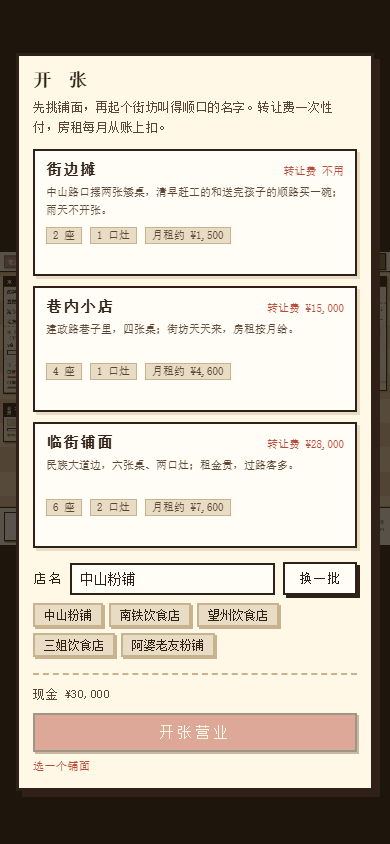 开 张
先挑铺面，再起个街坊叫得顺口的名字。转让费一次性
付，房租每月从账上扣。
街边摊 转让费 不用
中山路口摆两张矮桌，清早赶工的和送完孩子的顺路买一碗；
雨天不开张。
2 座 1 口灶 月租约 ¥1,500
巷内小店 转让费 ¥15,000
建政路巷子里，四张桌；街坊天天来，房租按月给。
4 座 1 口灶 月租约 ¥4,600
临街铺面 转让费 ¥28,000
民族大道边，六张桌、两口灶；租金贵，过路客多。
6 座 2 口灶 月租约 ¥7,600
店名 中山粉铺 换一批
中山粉铺 南铁饮食店 望州饮食店
三姐饮食店 阿婆老友粉铺
现金 ¥30,000
开张营业
选一个铺面